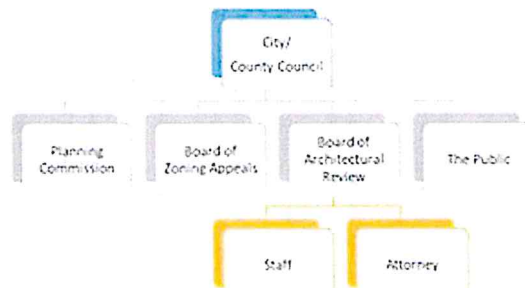 City/
County Council
Planning
Commission
Board of
Zoning Appeals
Board of
Architectural
Review
The Public
Staff
Attorney